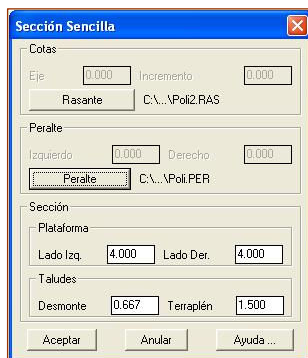 Sección Sencilla
Cotas
Eje 0.000 Incremento 0.000
Rasante C:\...\Poli2.RAS
Peralte
Izquierdo 0.000 Derecho 0.000
Peralte C:\...\Poli.PER
Sección
Plataforma
Lado Izq. 4.000 Lado Der. 4.000
Taludes
Desmonte 0.667 Terraplén 1.500
Aceptar Anular Ayuda ...